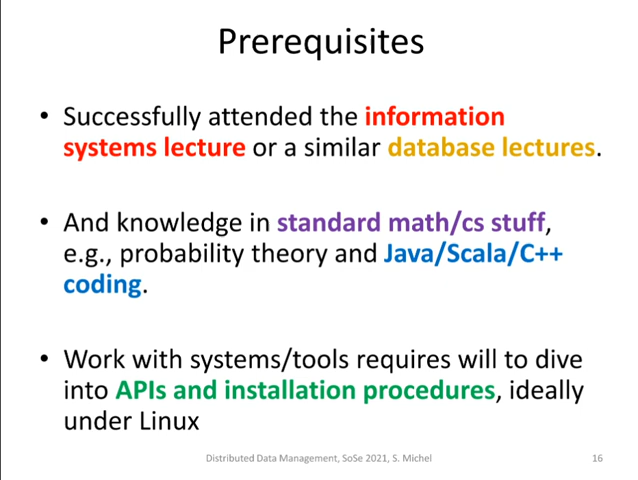 Prerequisites
• Successfully attended the information
systems lecture or a similar database lectures.
• And knowledge in standard math/cs stuff,
e.g., probability theory and Java/Scala/C++
coding.
• Work with systems/tools requires will to dive
into APIs and installation procedures, ideally
under Linux
Distributed Data Management, SoSe 2021, S. Michel
16